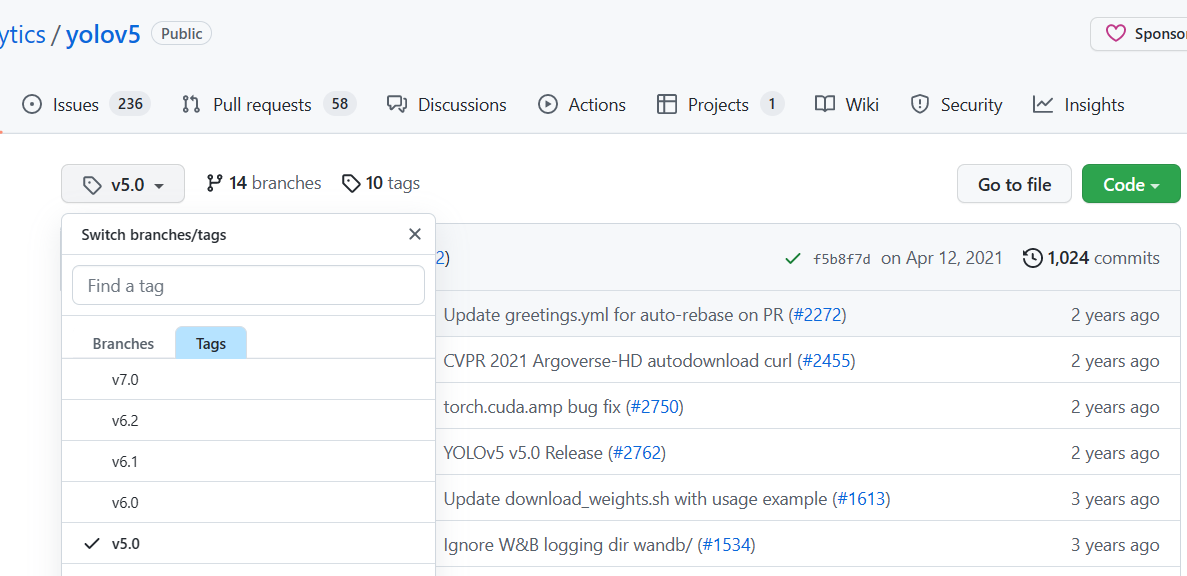 ytics / yolov5 Public
Sponso
Issues 236 Pull requests 58 Discussions Actions Projects 1 Wiki Security Insights
v5.0 14 branches 10 tags Go to file Code
Switch branches/tags
Find a tag
Branches Tags
v7.0
v6.2
v6.1
v6.0
v5.0
2) f5b8f7d on Apr 12, 2021 1,024 commits
Update greetings.yml for auto-rebase on PR (#2272) 2 years ago
CVPR 2021 Argoverse-HD autodownload curl (#2455) 2 years ago
torch.cuda.amp bug fix (#2750) 2 years ago
YOLOv5 v5.0 Release (#2762) 2 years ago
Update download_weights.sh with usage example (#1613) 3 years ago
Ignore W&B logging dir wandb/ (#1534) 3 years ago